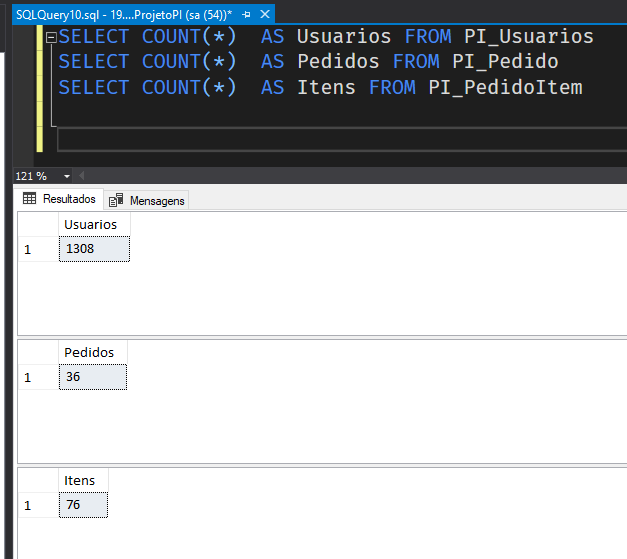 SQLQuery10.sql - 19....ProjetoPI (sa (54))*
SELECT COUNT(*)  AS Usuarios FROM PI_Usuarios
SELECT COUNT(*)  AS Pedidos FROM PI_Pedido
SELECT COUNT(*)  AS Itens FROM PI_PedidoItem
121 %
Resultados Mensagens
Usuarios
1 1308
Pedidos
1 36
Itens
1 76